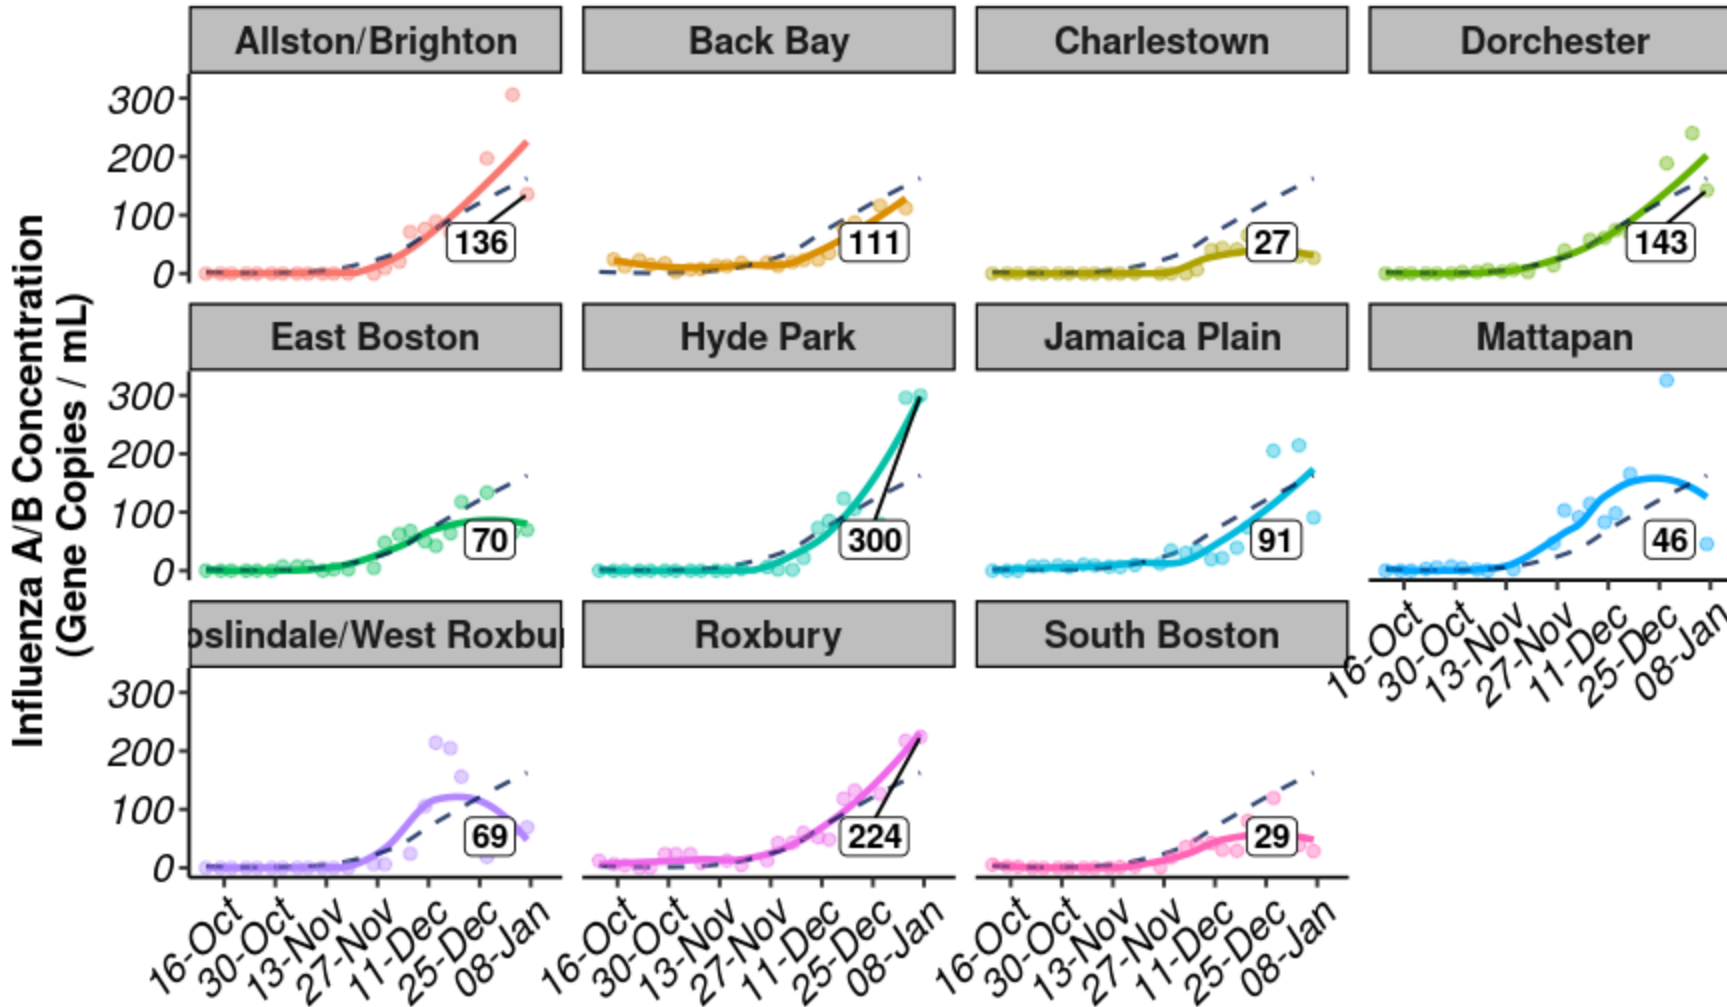 Influenza A/B Concentration
(Gene Copies / mL)
Allston/Brighton
Back Bay
Charlestown
Dorchester
300
200
100
0
136
111
27
143
East Boston
Hyde Park
Jamaica Plain
Mattapan
300
200
100
0
70
300
91
46
16-Oct
30-Oct
13-Nov
27-Nov
11-Dec
25-Dec
08-Jan
oslindale/West Roxbu
Roxbury
South Boston
300
200
100
0
69
224
29
16-Oct
30-Oct
13-Nov
27-Nov
11-Dec
25-Dec
08-Jan
16-Oct
30-Oct
13-Nov
27-Nov
11-Dec
25-Dec
08-Jan
16-Oct
30-Oct
13-Nov
27-Nov
11-Dec
25-Dec
08-Jan